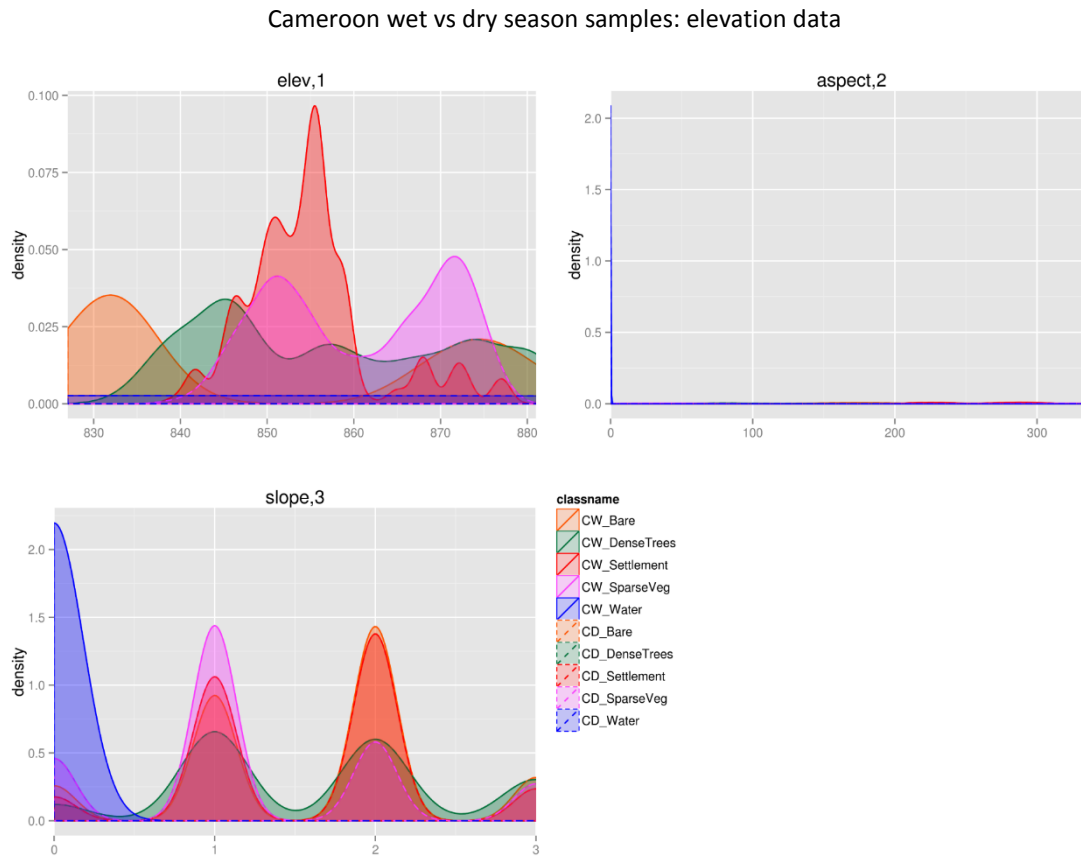 Cameroon wet vs dry season samples: elevation data
elev,1
0.100
0.075
0.050
0.025
0.000
density
830 840 850 860 870 880
aspect,2
2.0
1.5
1.0
0.5
0.0
density
0 100 200 300
slope,3
2.0
1.5
1.0
0.5
0.0
density
0 1 2 3
classname
CW_Bare
CW_DenseTrees
CW_Settlement
CW_SparseVeg
CW_Water
CD_Bare
CD_DenseTrees
CD_Settlement
CD_SparseVeg
CD_Water